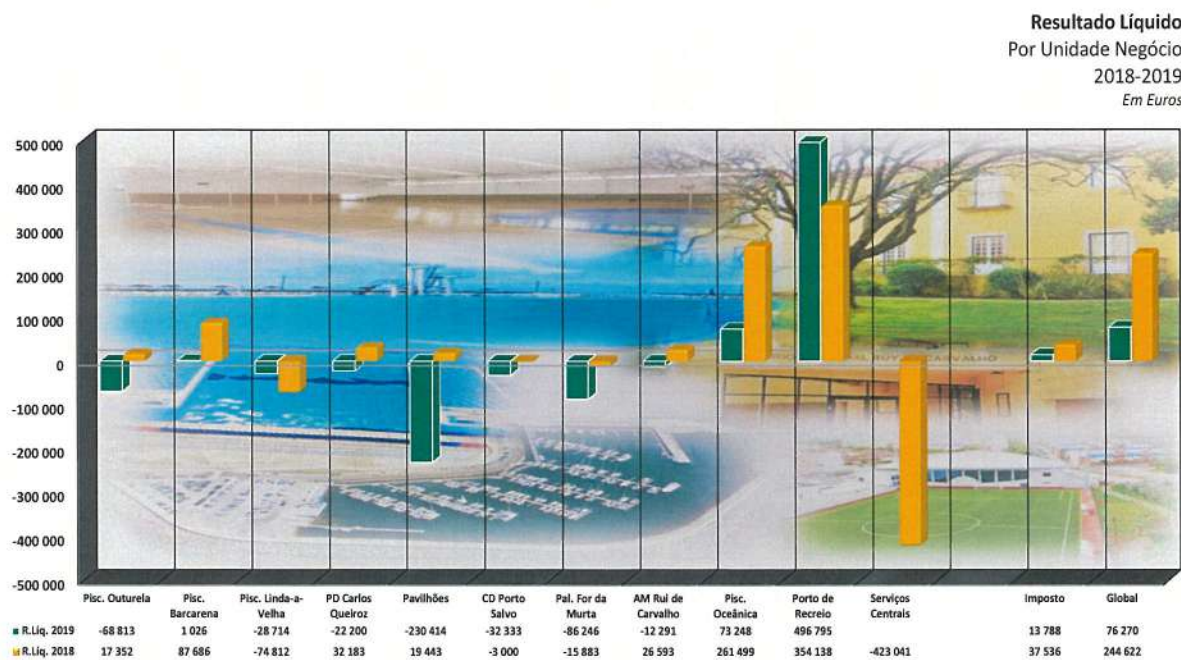 Resultado Líquido
Por Unidade Negócio
2018-2019
Em Euros
500 000
400 000
300 000
200 000
100 000
0
-100 000
-200 000
-300 000
-400 000
-500 000
Pisc. Outurela Pisc. Barcarena Pisc. Linda-a-Velha PD Carlos Queiroz Pavilhões CD Porto Salvo Pal. For da Murta AM Rui de Carvalho Pisc. Oceânica Porto de Recreio Serviços Centrais Imposto Global
R.Liq. 2019 -68 813 1 026 -28 714 -22 200 -230 414 -32 333 -86 246 -12 291 73 248 496 795 13 788 76 270
R.Liq. 2018 17 352 87 686 -74 812 32 183 19 443 -3 000 -15 883 26 593 261 499 354 138 -423 041 37 536 244 622